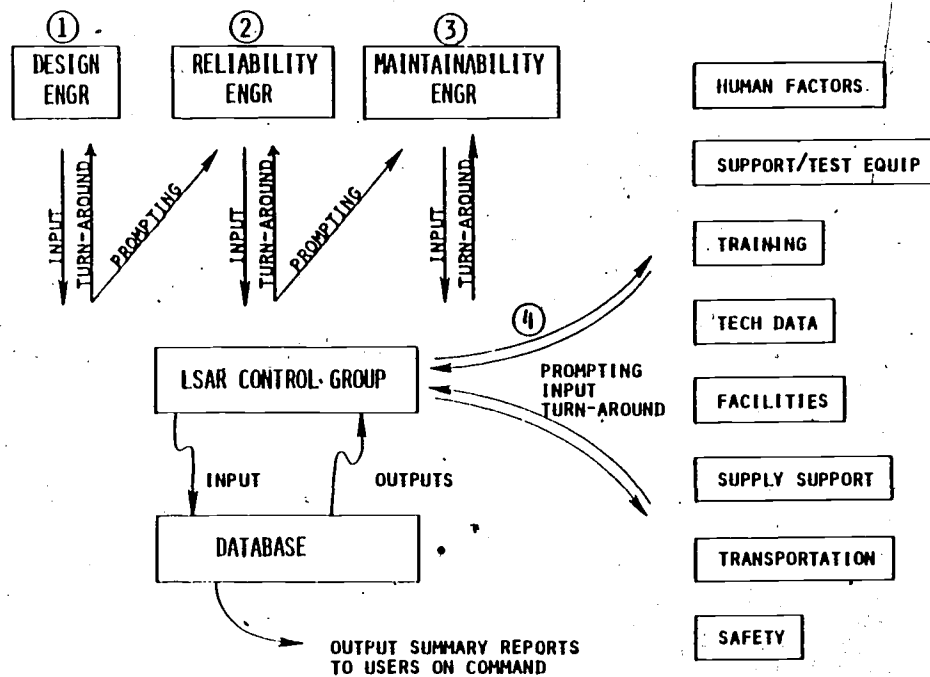 1
DESIGN
ENGR
2
RELIABILITY
ENGR
3
MAINTAINABILITY
ENGR
INPUT
TURN-AROUND
PROMPTING
INPUT
TURN-AROUND
PROMPTING
INPUT
TURN-AROUND
4
LSAR CONTROL GROUP
PROMPTING
INPUT
TURN-AROUND
INPUT
OUTPUTS
DATABASE
OUTPUT SUMMARY REPORTS
TO USERS ON COMMAND
HUMAN FACTORS
SUPPORT/TEST EQUIP
TRAINING
TECH DATA
FACILITIES
SUPPLY SUPPORT
TRANSPORTATION
SAFETY